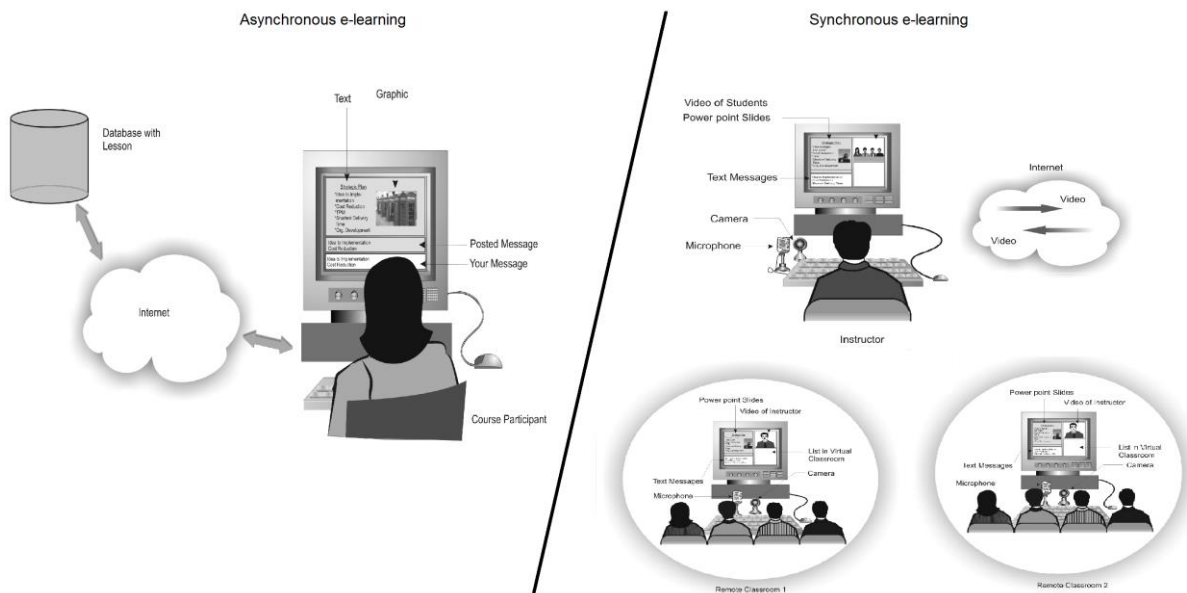 Asynchronous e-learning
Text
Graphic
Database with
Lesson
Posted Message
Your Message
Internet
Course Participant
Synchronous e-learning
Video of Students
Power point Slides
Text Messages
Camera
Microphone
Instructor
Internet
Video
Video
Power point Slides
Video of Instructor
List in Virtual
Classroom
Camera
Text Messages
Microphone
Remote Classroom 1
Power point Slides
Video of Instructor
List in Virtual
Classroom
Text Messages
Camera
Microphone
Remote Classroom 2